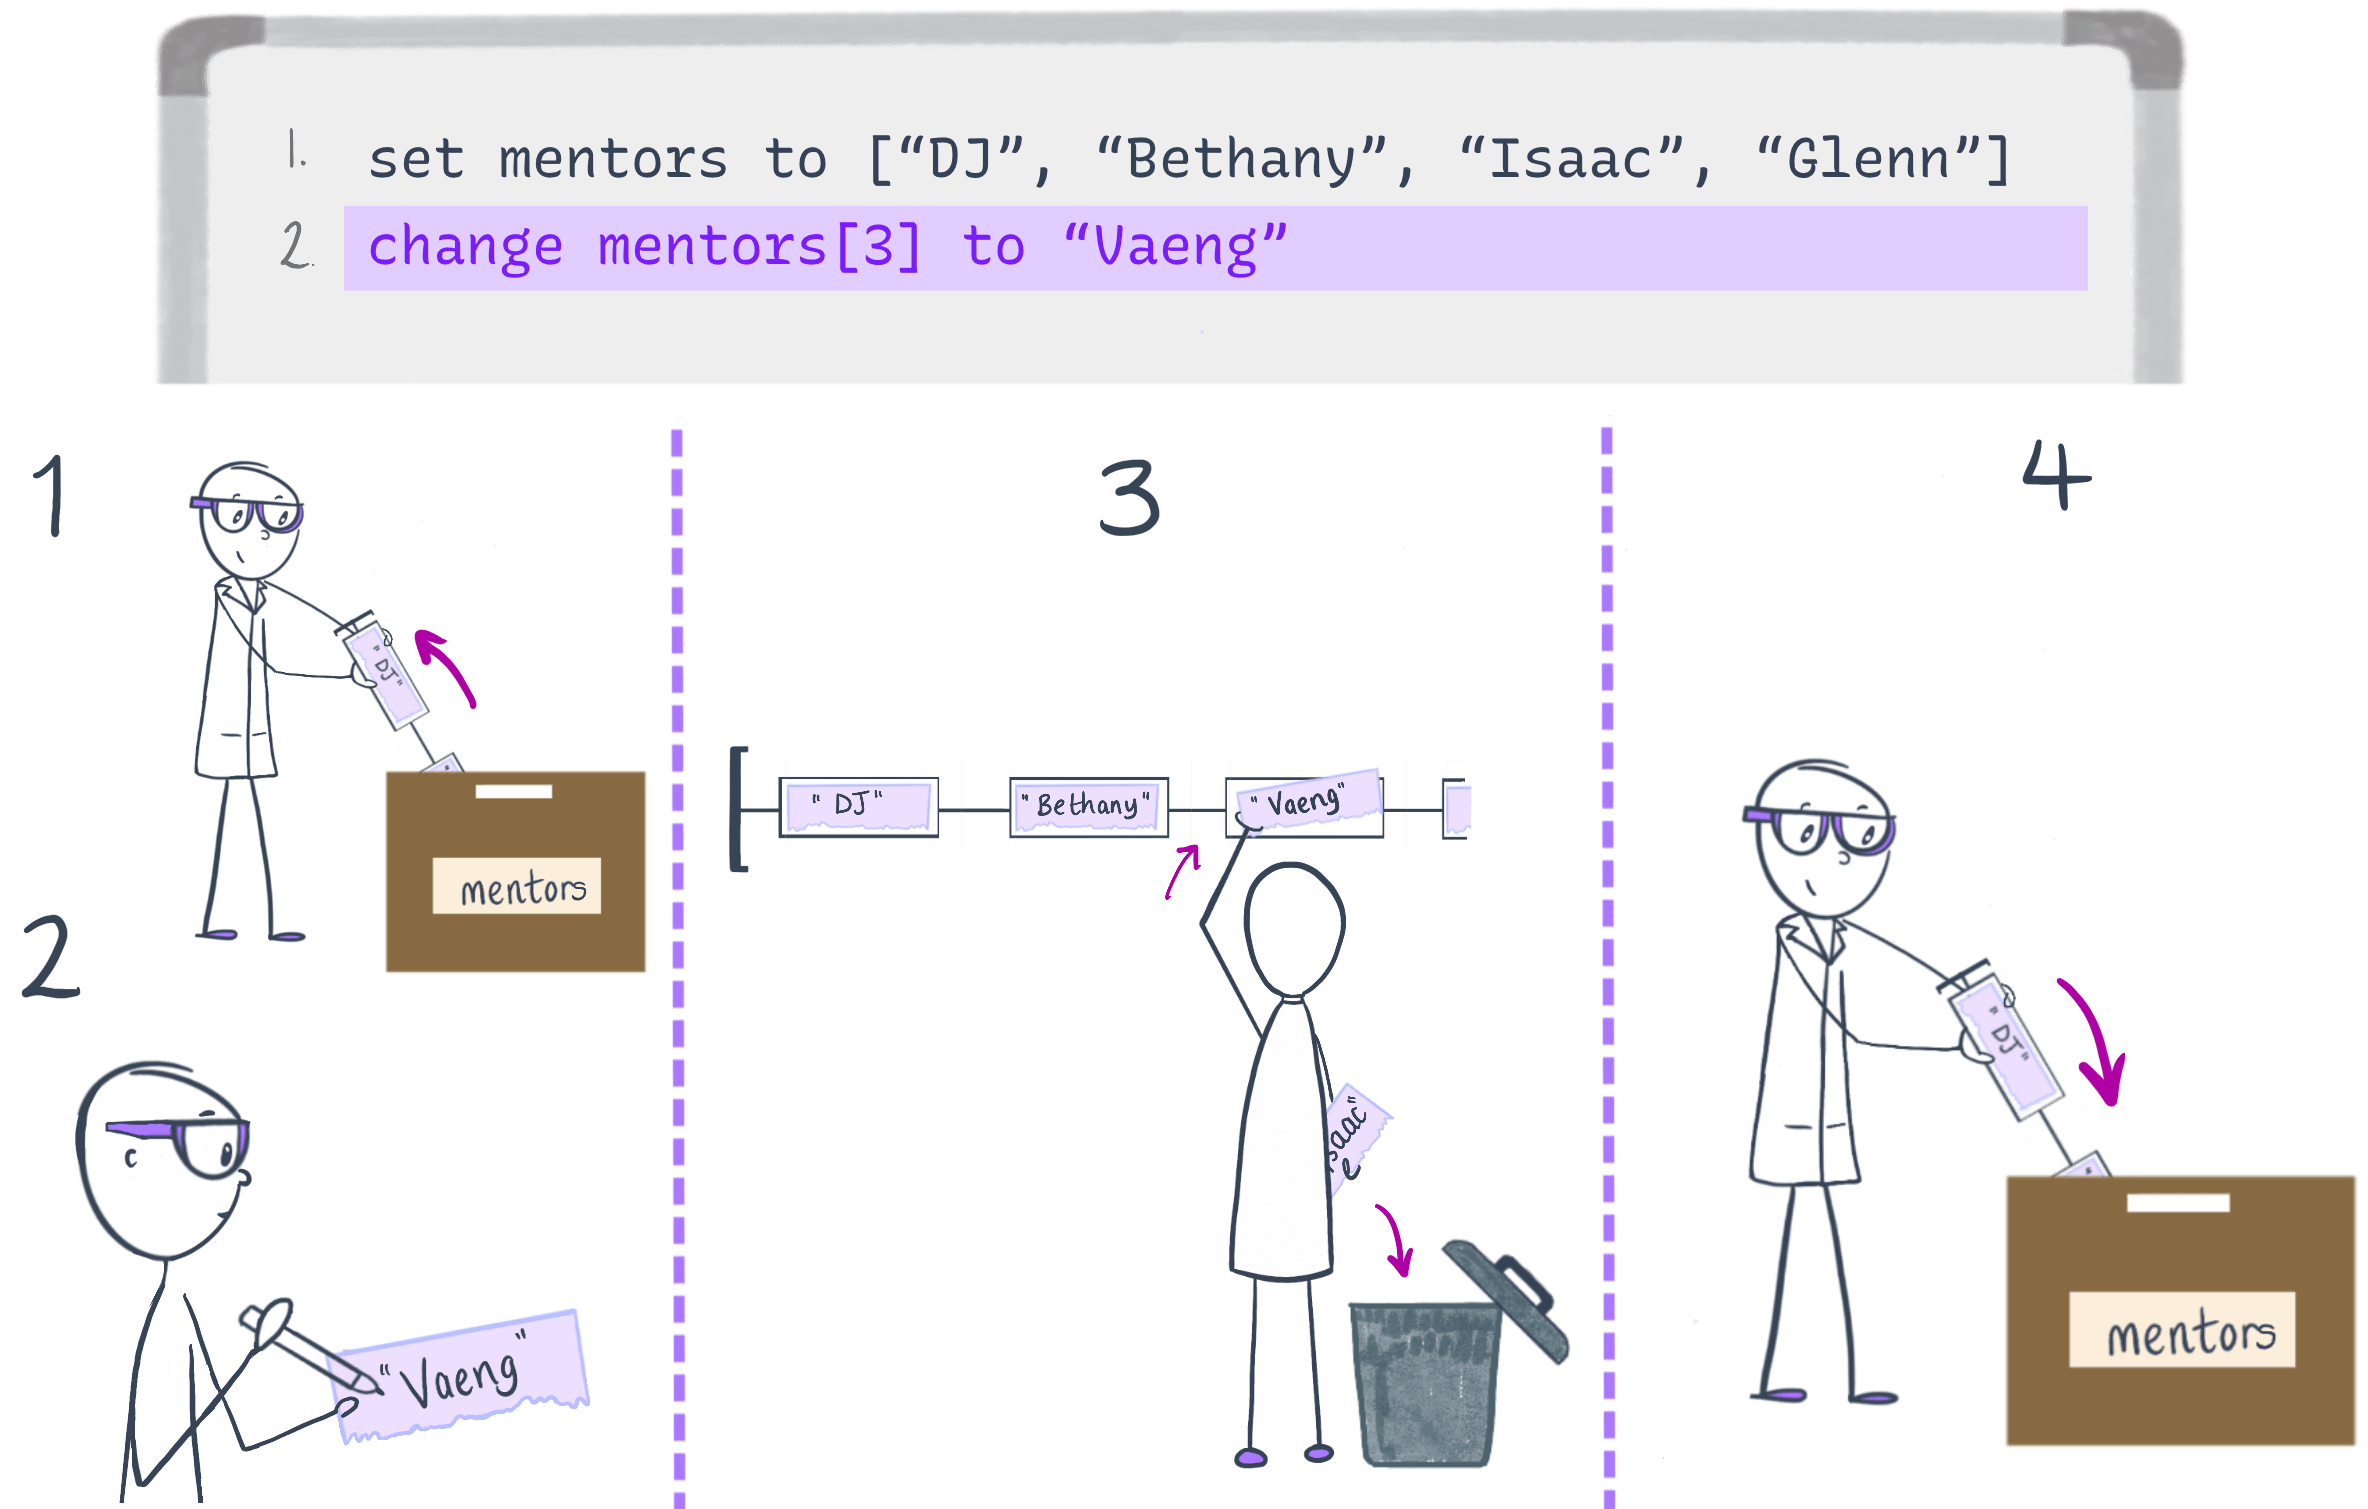 1. set mentors to [“DJ”, “Bethany”, “Isaac”, “Glenn”]
2. change mentors[3] to “Vaeng”
1
"DJ"
mentors
2
"Vaeng"
3
[ "DJ" "Bethany" "Vaeng"
saac"
4
"DJ"
mentors